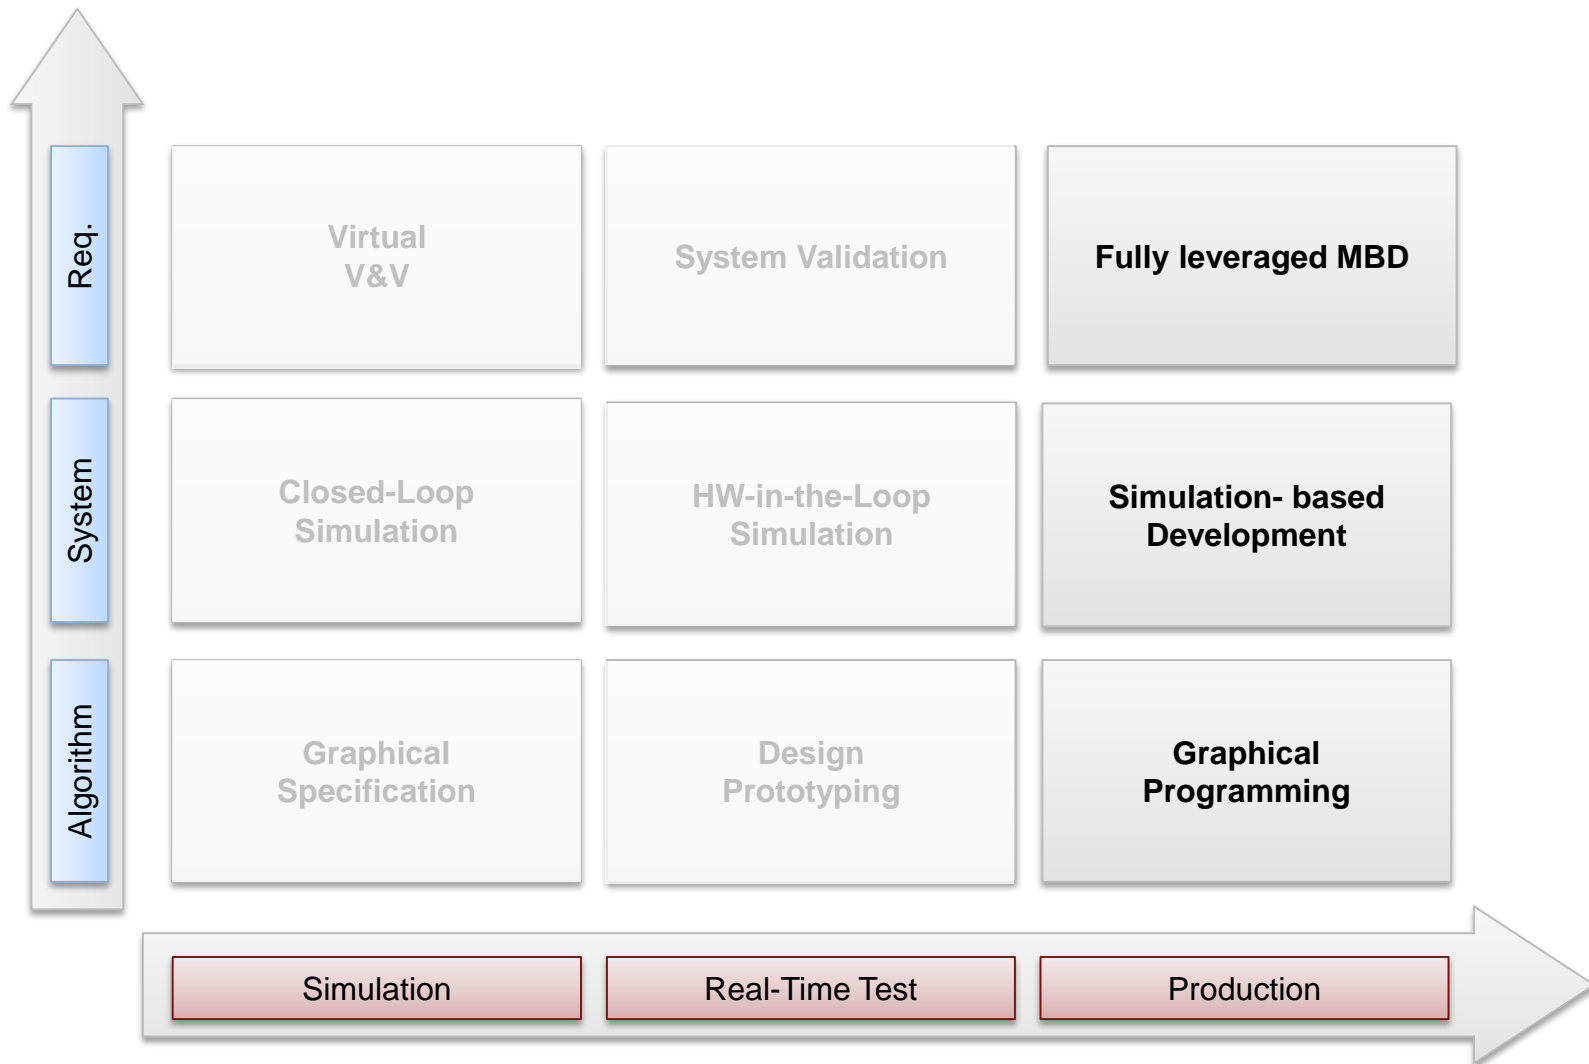 Req.
Virtual
V&V
System Validation
Fully leveraged MBD
System
Closed-Loop
Simulation
HW-in-the-Loop
Simulation
Simulation- based
Development
Algorithm
Graphical
Specification
Design
Prototyping
Graphical
Programming
Simulation
Real-Time Test
Production